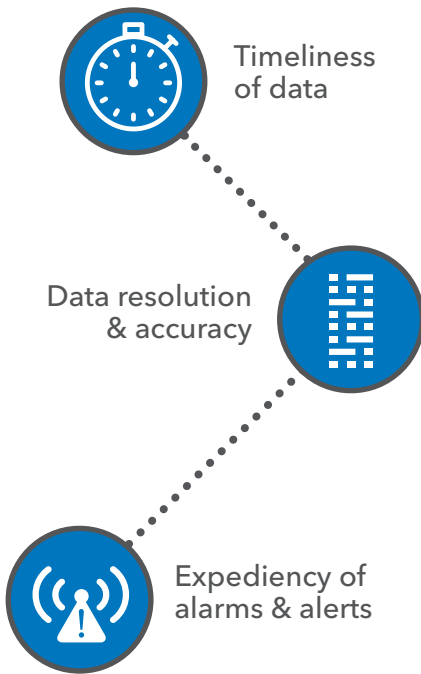 Timeliness
of data
Data resolution
& accuracy
Expediency of
alarms & alerts